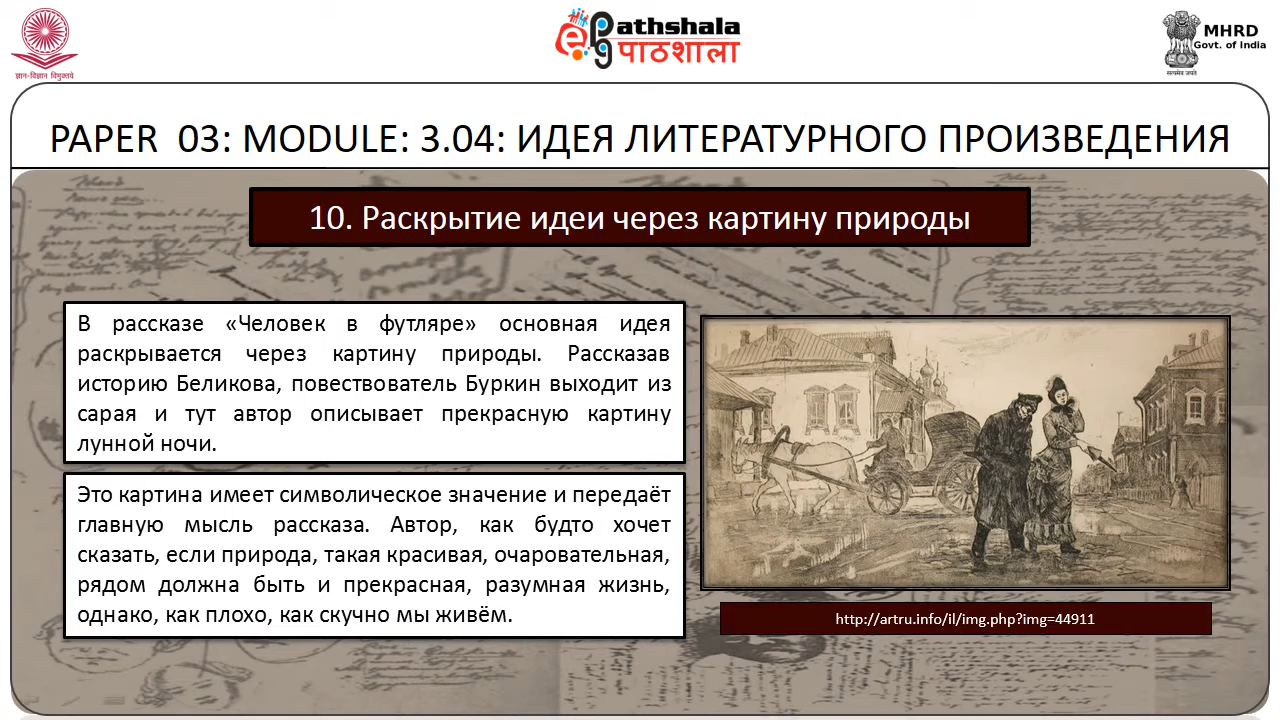 ज्ञान-विज्ञान विमुक्तये
ePathshala
पाठशाला
MHRD
Govt. of India
सत्यमेव जयते
PAPER 03: MODULE: 3.04: ИДЕЯ ЛИТЕРАТУРНОГО ПРОИЗВЕДЕНИЯ
10. Раскрытие идеи через картину природы
В рассказе «Человек в футляре» основная идея
раскрывается через картину природы. Рассказав
историю Беликова, повествователь Буркин выходит из
сарая и тут автор описывает прекрасную картину
лунной ночи.
Это картина имеет символическое значение и передаёт
главную мысль рассказа. Автор, как будто хочет
сказать, если природа, такая красивая, очаровательная,
рядом должна быть и прекрасная, разумная жизнь,
однако, как плохо, как скучно мы живём.
http://artru.info/il/img.php?img=44911